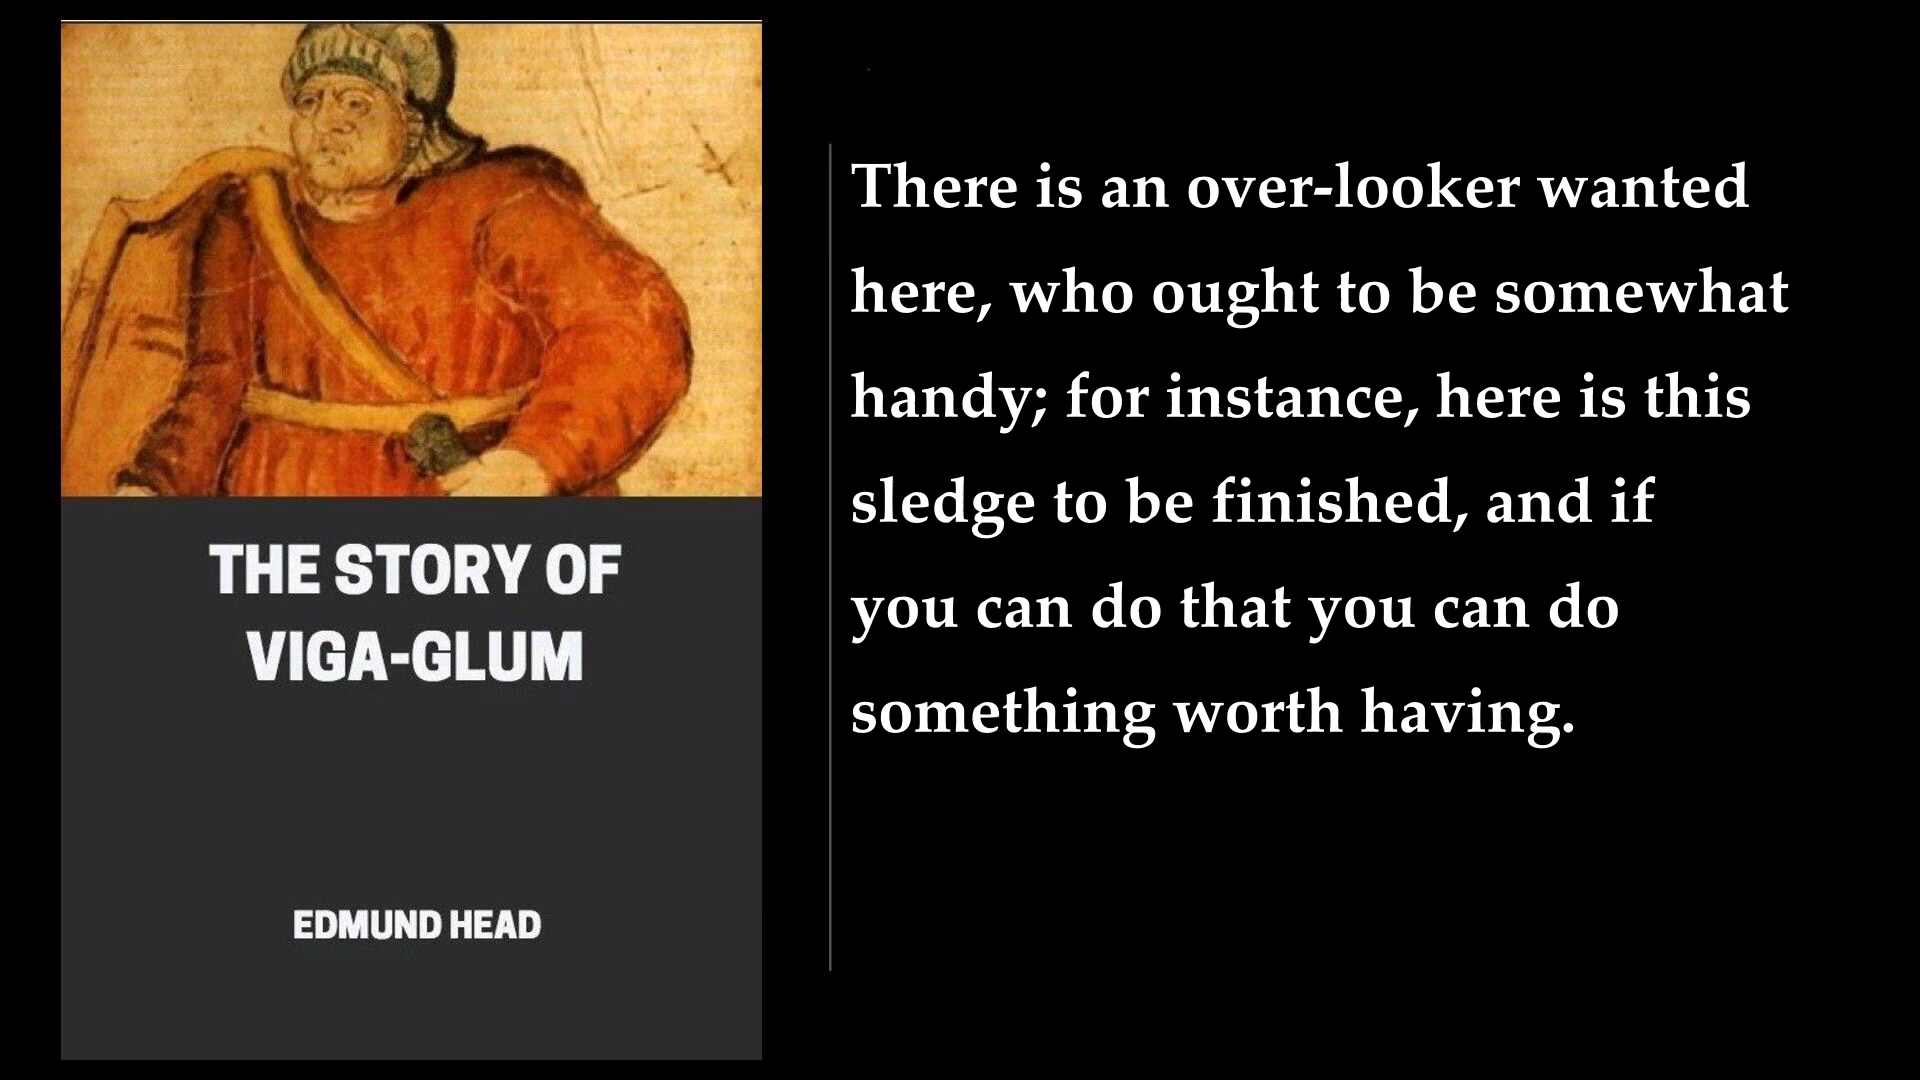 THE STORY OF
VIGA-GLUM
EDMUND HEAD
There is an over-looker wanted
here, who ought to be somewhat
handy; for instance, here is this
sledge to be finished, and if
you can do that you can do
something worth having.